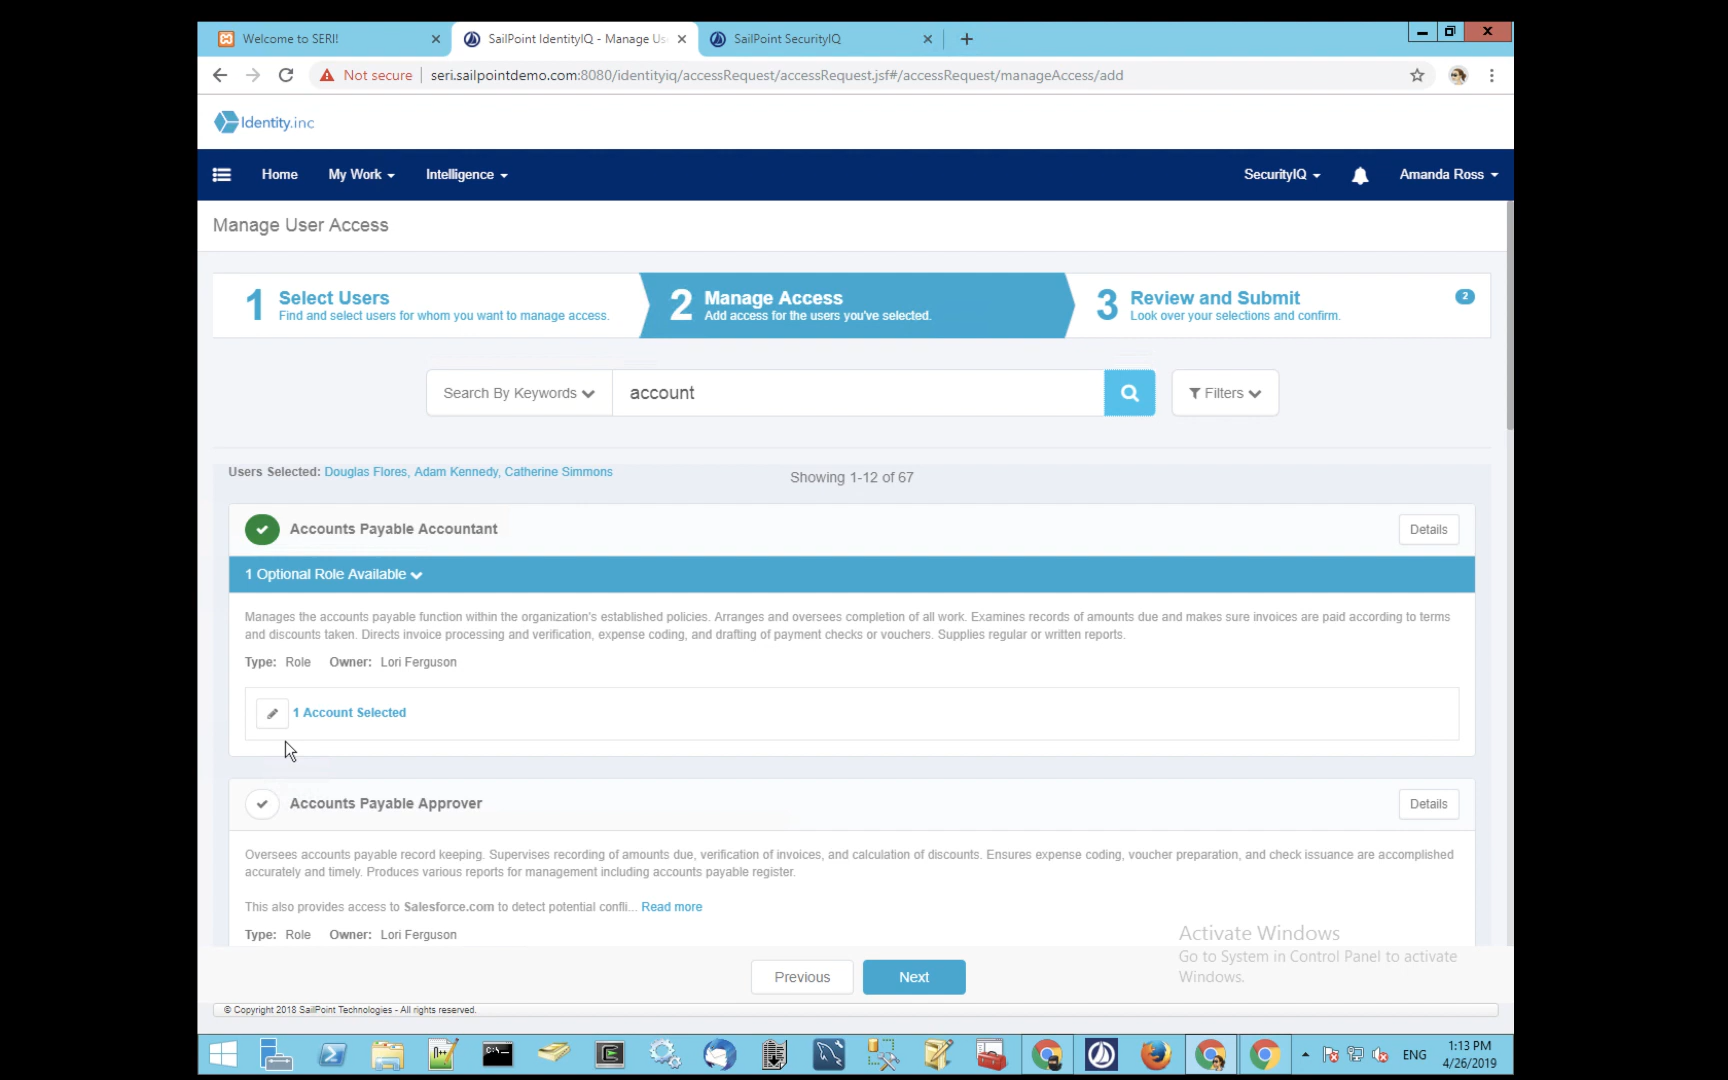 Welcome to SERI!
SailPoint IdentityIQ - Manage Us
SailPoint SecurityIQ
Not secure
seri.sailpointdemo.com:8080/identityiq/accessRequest/accessRequest.jsf#/accessRequest/manageAccess/add
Identity.inc
Home My Work Intelligence SecurityIQ Amanda Ross
Manage User Access
1 Select Users
Find and select users for whom you want to manage access.
2 Manage Access
Add access for the users you've selected.
3 Review and Submit
Look over your selections and confirm.
2
Search By Keywords account Filters
Users Selected: Douglas Flores, Adam Kennedy, Catherine Simmons
Showing 1-12 of 67
Accounts Payable Accountant Details
1 Optional Role Available
Manages the accounts payable function within the organization's established policies. Arranges and oversees completion of all work. Examines records of amounts due and makes sure invoices are paid according to terms
and discounts taken. Directs invoice processing and verification, expense coding, and drafting of payment checks or vouchers. Supplies regular or written reports.
Type: Role Owner: Lori Ferguson
1 Account Selected
Accounts Payable Approver Details
Oversees accounts payable record keeping. Supervises recording of amounts due, verification of invoices, and calculation of discounts. Ensures expense coding, voucher preparation, and check issuance are accomplished
accurately and timely. Produces various reports for management including accounts payable register.
This also provides access to Salesforce.com to detect potential confli... Read more
Type: Role Owner: Lori Ferguson
Activate Windows
Go to System in Control Panel to activate
Windows.
Previous Next
© Copyright 2018 SailPoint Technologies - All rights reserved.
ENG
1:13 PM
4/26/2019